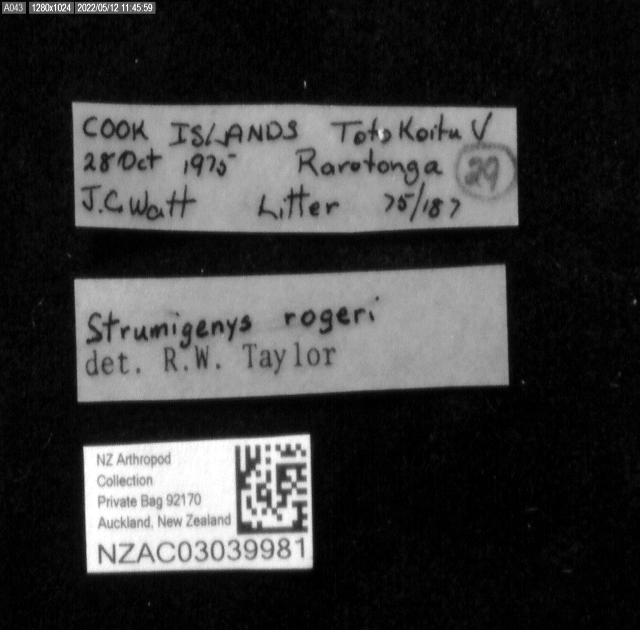 A043 1280x1024 2022/05/12 11:45:59
COOK ISLANDS Toto Koitu V
28 Oct 1975 Rarotonga 29
J.C. Watt Litter 75/187
Strumigenys rogeri
det. R.W. Taylor
NZ Arthropod
Collection
Private Bag 92170
Auckland, New Zealand
NZAC03039981